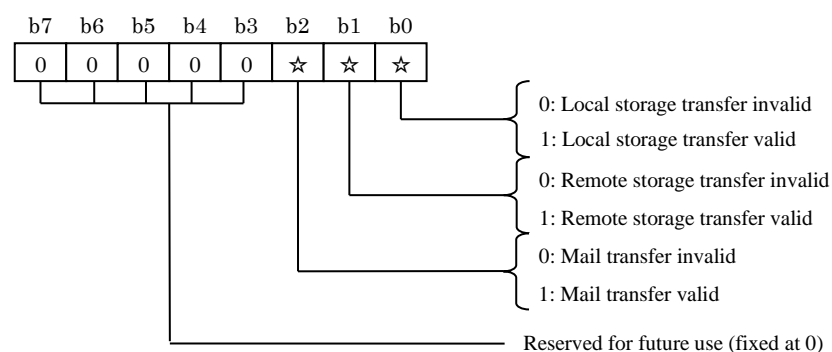 b7 b6 b5 b4 b3 b2 b1 b0
0 0 0 0 0 ☆ ☆ ☆
0: Local storage transfer invalid
1: Local storage transfer valid
0: Remote storage transfer invalid
1: Remote storage transfer valid
0: Mail transfer invalid
1: Mail transfer valid
Reserved for future use (fixed at 0)